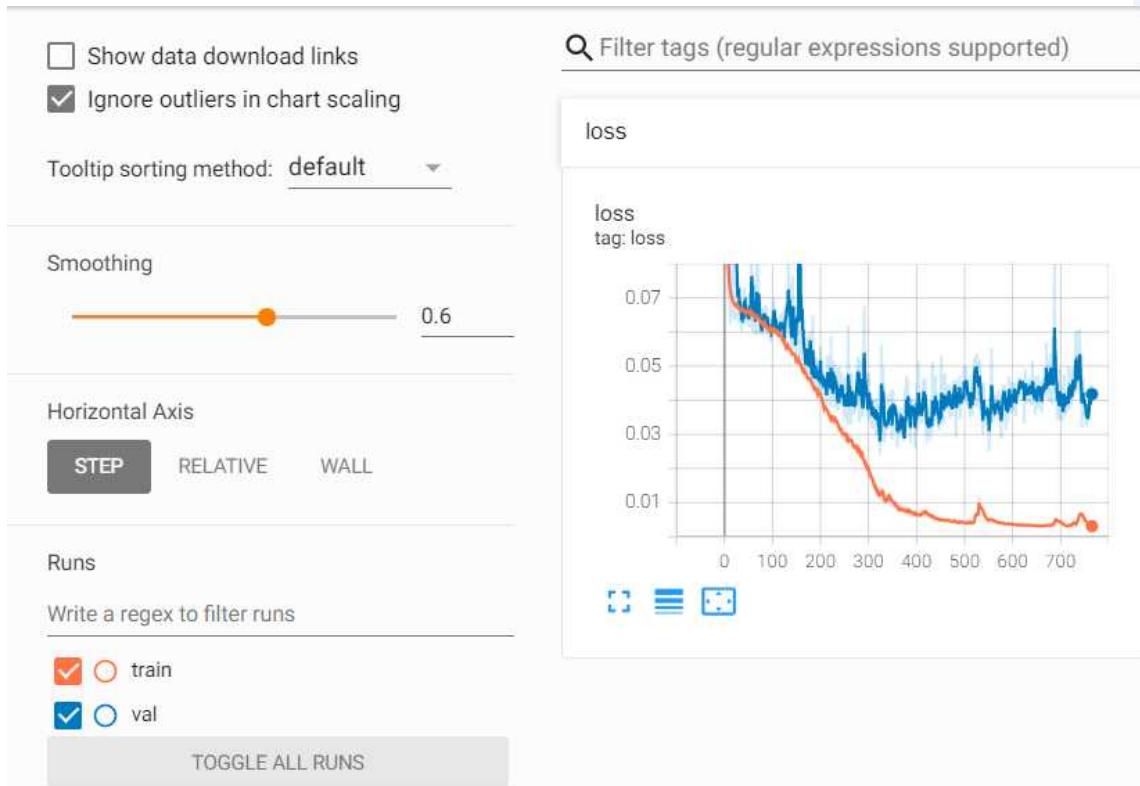 Show data download links
Ignore outliers in chart scaling
Tooltip sorting method: default
Smoothing
0.6
Horizontal Axis
STEP RELATIVE WALL
Runs
Write a regex to filter runs
train
val
TOGGLE ALL RUNS
Filter tags (regular expressions supported)
loss
loss
tag: loss
0.07
0.05
0.03
0.01
0 100 200 300 400 500 600 700